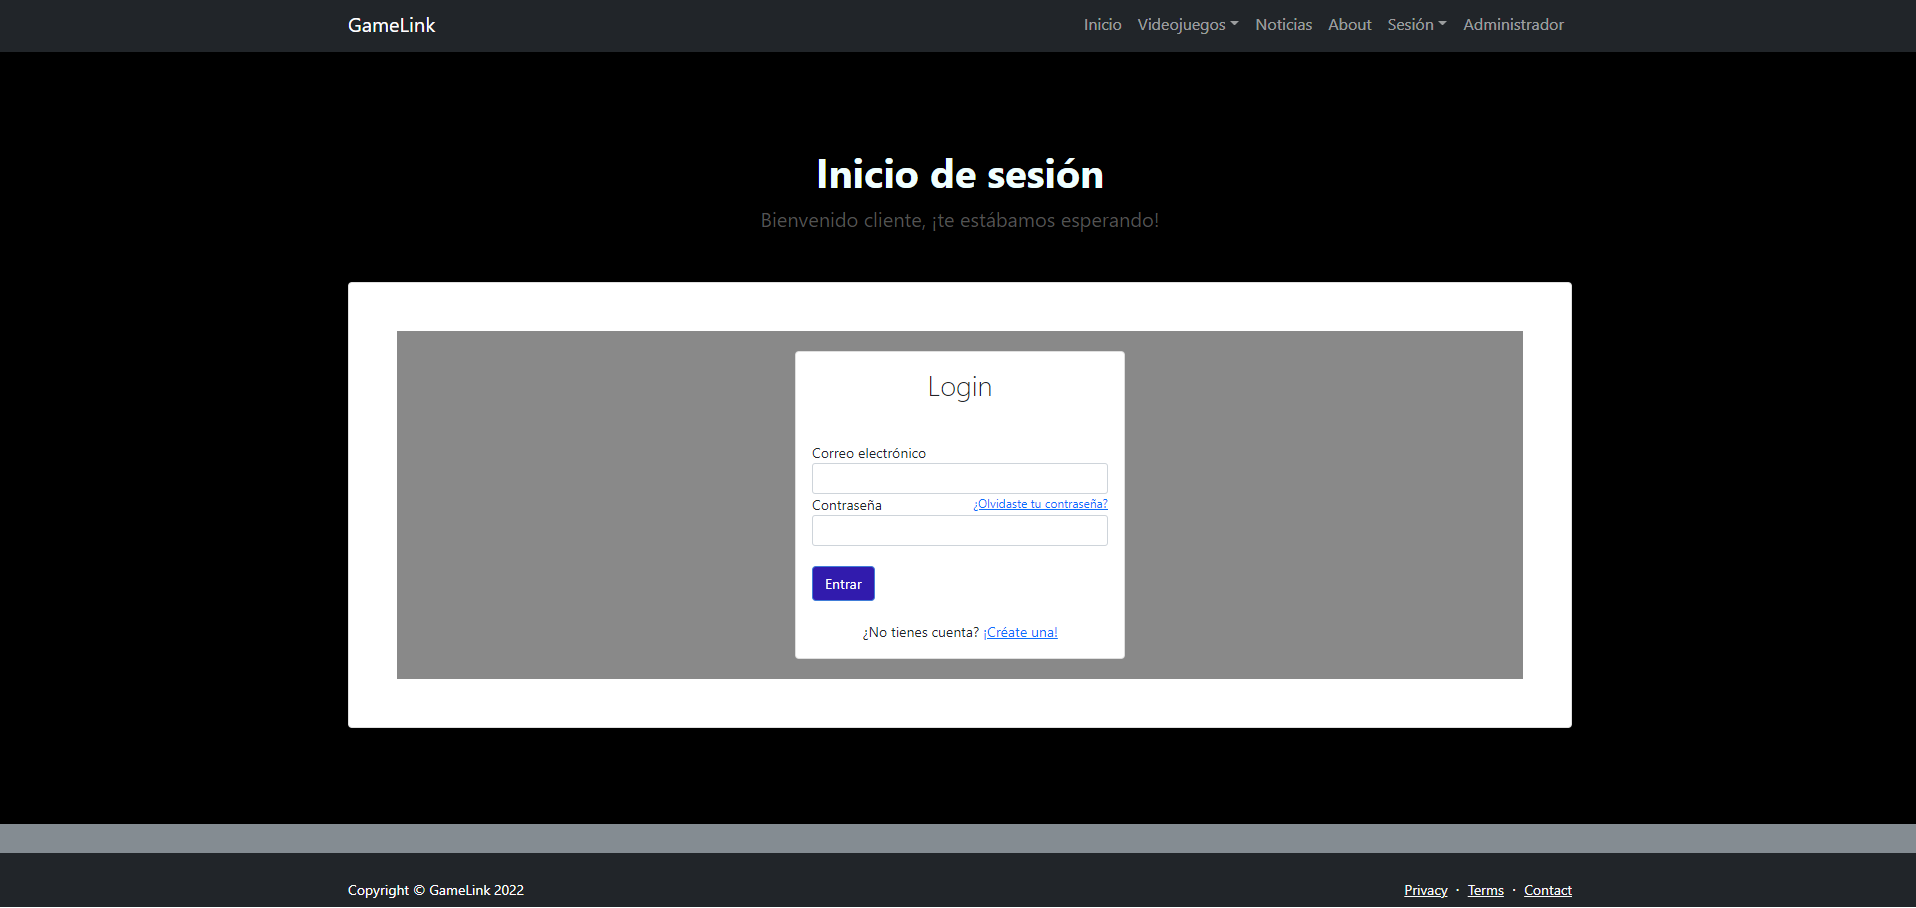 GameLink Inicio Videojuegos Noticias About Sesión Administrador
Inicio de sesión
Bienvenido cliente, ¡te estábamos esperando!
Login
Correo electrónico
Contraseña ¿Olvidaste tu contraseña?
Entrar
¿No tienes cuenta? ¡Créate una!
Copyright © GameLink 2022 Privacy · Terms · Contact